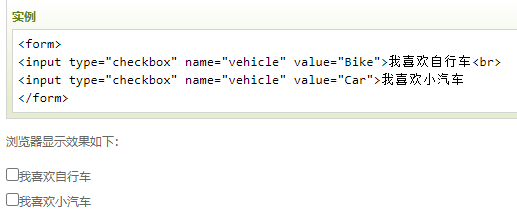 实例
<form>
<input type="checkbox" name="vehicle" value="Bike">我喜欢自行车<br>
<input type="checkbox" name="vehicle" value="Car">我喜欢小汽车
</form>
浏览器显示效果如下:
我喜欢自行车
我喜欢小汽车